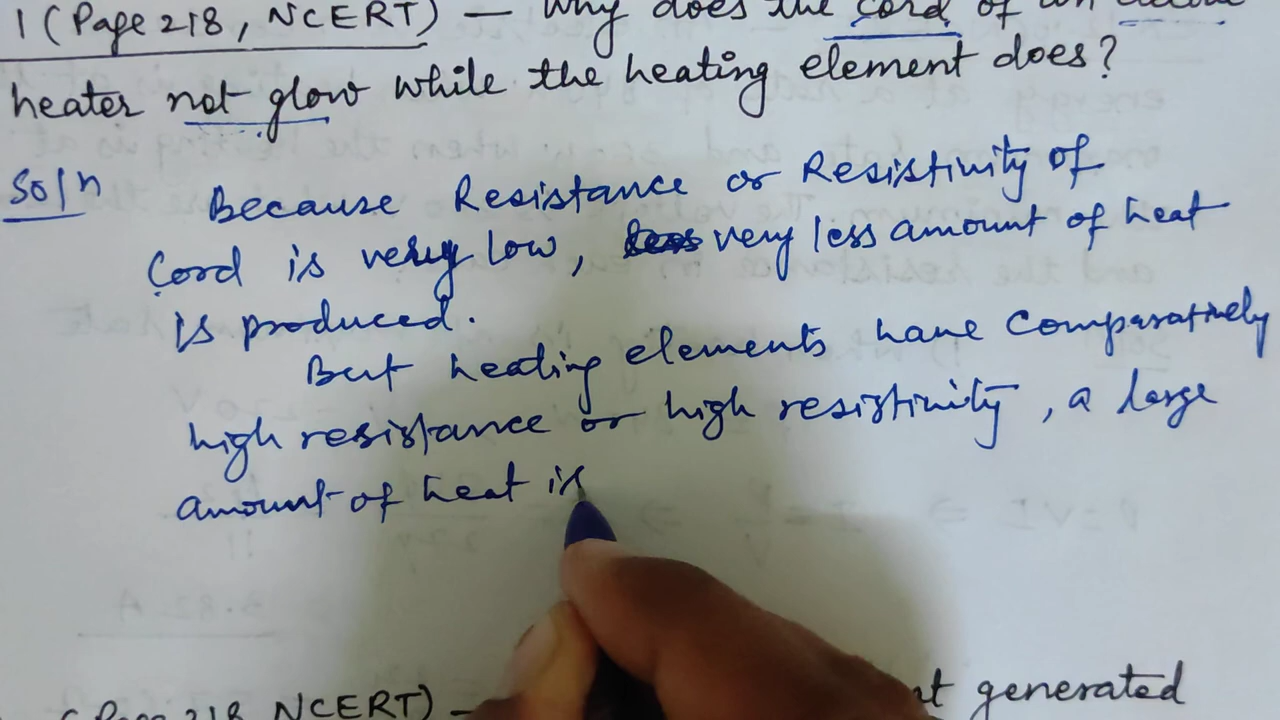 1 (Page 218, NCERT) — Why does the cord of an
heater not glow while the heating element does?
Soln Because Resistance or Resistivity of
Cord is very low, very less amount of heat
is produced.
But heating elements have comparatively
high resistance or high resistivity, a large
amount of heat is
(Page 218, NCERT) — generated